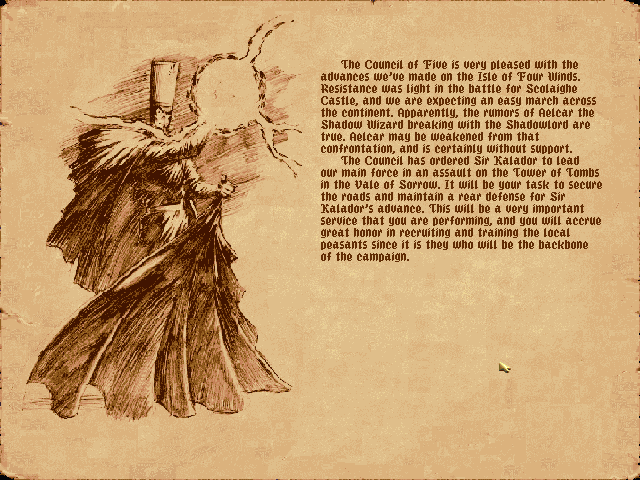 The Council of Five is very pleased with the
advances we've made on the Isle of Four Winds.
Resistance was light in the battle for Scolaighe
Castle, and we are expecting an easy march across
the continent. Apparently, the rumors of Aelcar the
Shadow Wizard breaking with the Shadowlord are
true. Aelcar may be weakened from that
confrontation, and is certainly without support.
The Council has ordered Sir Kalador to lead
our main force in an assault on the Tower of Tombs
in the Vale of Sorrow. It will be your task to secure
the roads and maintain a rear defense for Sir
Kalador's advance. This will be a very important
service that you are performing, and you will accrue
great honor in recruiting and training the local
peasants since it is they who will be the backbone
of the campaign.